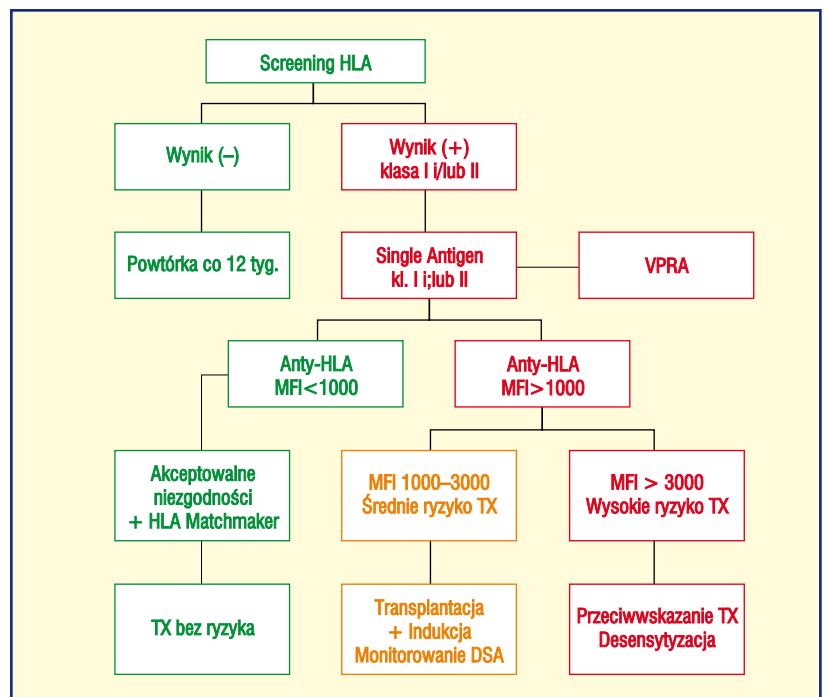 Screening HLA
Wynik (–)
Wynik (+)
klasa I i/lub II
Powtórka co 12 tyg.
Single Antigen
kl. I i;lub II
VPRA
Anty-HLA
MFI<1000
Anty-HLA
MFI>1000
Akceptowalne
niezgodności
+ HLA Matchmaker
MFI 1000–3000
Średnie ryzyko TX
MFI > 3000
Wysokie ryzyko TX
TX bez ryzyka
Transplantacja
+ Indukcja
Monitorowanie DSA
Przeciwwskazanie TX
Desensytyzacja